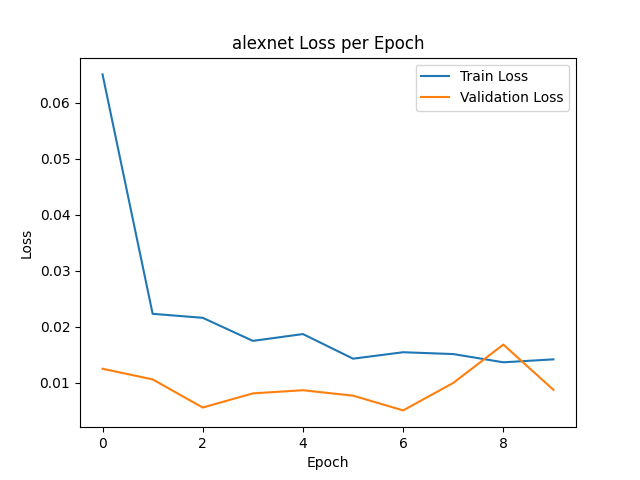 alexnet Loss per Epoch
Train Loss
Validation Loss
0.06
0.05
0.04
0.03
0.02
0.01
Loss
0 2 4 6 8
Epoch